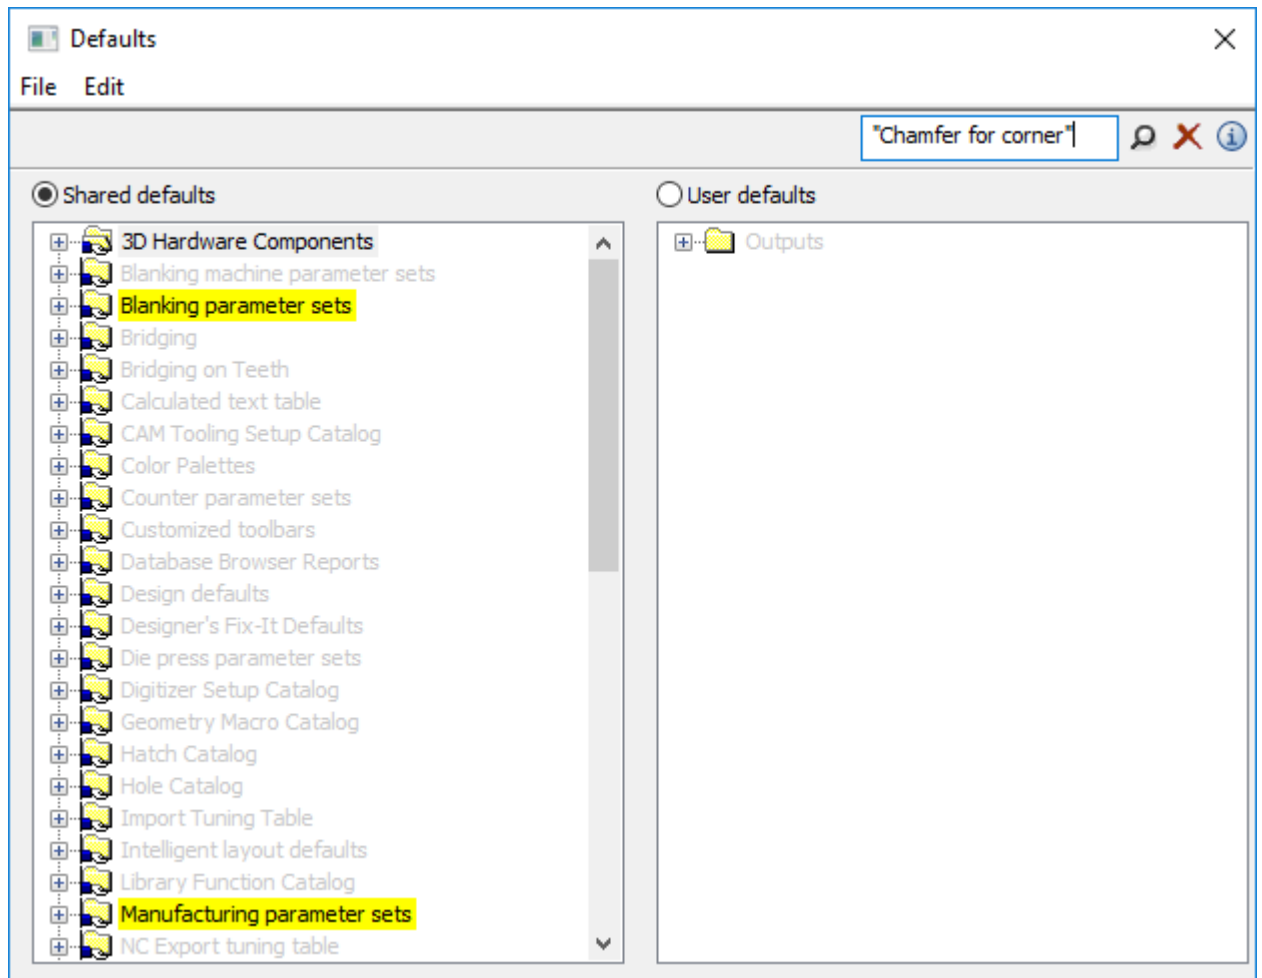 Defaults
File Edit
"Chamfer for corner"
Shared defaults
User defaults
3D Hardware Components
Blanking machine parameter sets
Blanking parameter sets
Bridging
Bridging on Teeth
Calculated text table
CAM Tooling Setup Catalog
Color Palettes
Counter parameter sets
Customized toolbars
Database Browser Reports
Design defaults
Designer's Fix-It Defaults
Die press parameter sets
Digitizer Setup Catalog
Geometry Macro Catalog
Hatch Catalog
Hole Catalog
Import Tuning Table
Intelligent layout defaults
Library Function Catalog
Manufacturing parameter sets
NC Export tuning table
Outputs